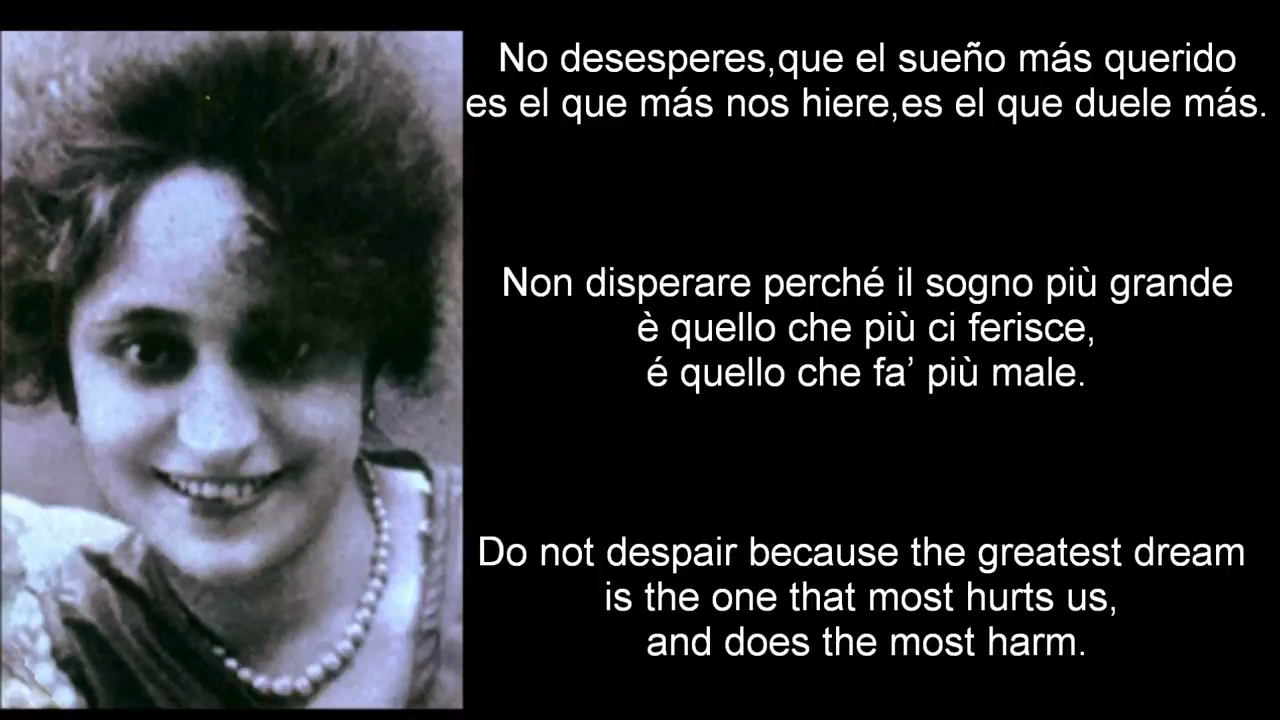 No desesperes,que el sueño más querido
es el que más nos hiere,es el que duele más.
Non disperare perché il sogno più grande
è quello che più ci ferisce,
é quello che fa’ più male.
Do not despair because the greatest dream
is the one that most hurts us,
and does the most harm.